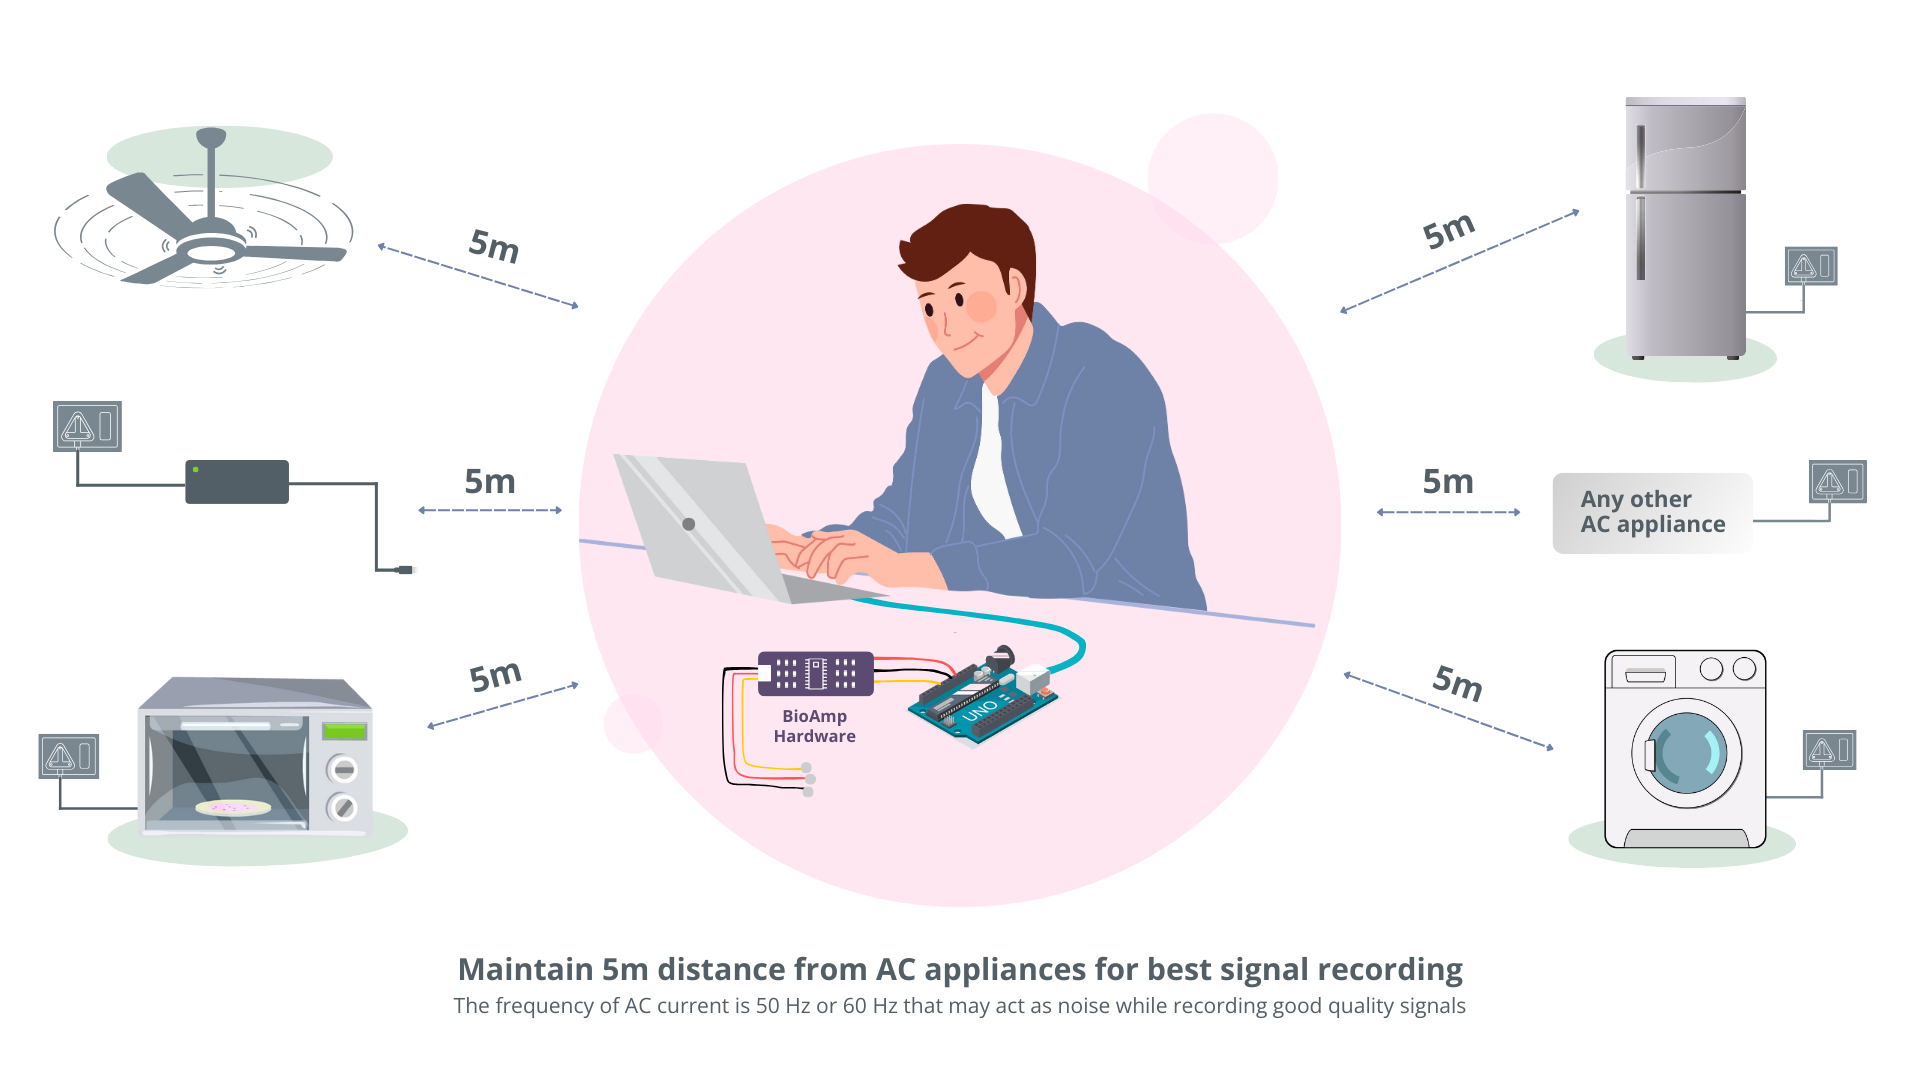 5m
5m
5m
5m
5m
Any other
AC appliance
5m
UNO
BioAmp
Hardware
Maintain 5m distance from AC appliances for best signal recording
The frequency of AC current is 50 Hz or 60 Hz that may act as noise while recording good quality signals